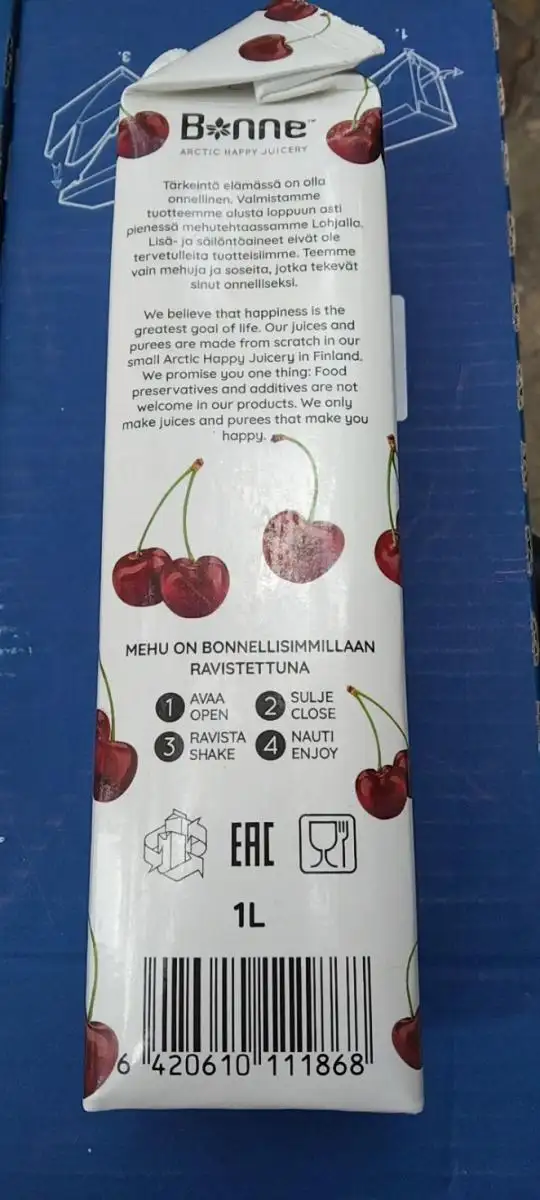 3.
1.
Bonne™
ARCTIC HAPPY JUICERY
Tärkeintä elämässä on olla
onnellinen. Valmistamme
tuotteemme alusta loppuun asti
pienessä mehutehtaassamme Lohjalla.
Lisä- ja säilöntäaineet eivät ole
tervetulleita tuotteisiimme. Teemme
vain mehuja ja soseita, jotka tekevät
sinut onnelliseksi.
We believe that happiness is the
greatest goal of life. Our juices and
purees are made from scratch in our
small Arctic Happy Juicery in Finland.
We promise you one thing: Food
preservatives and additives are not
welcome in our products. We only
make juices and purees that make you
happy.
MEHU ON BONNELLISIMMILLAAN
RAVISTETTUNA
1 AVAA
OPEN
2 SULJE
CLOSE
3 RAVISTA
SHAKE
4 NAUTI
ENJOY
EAC
1L
6 420610 111868